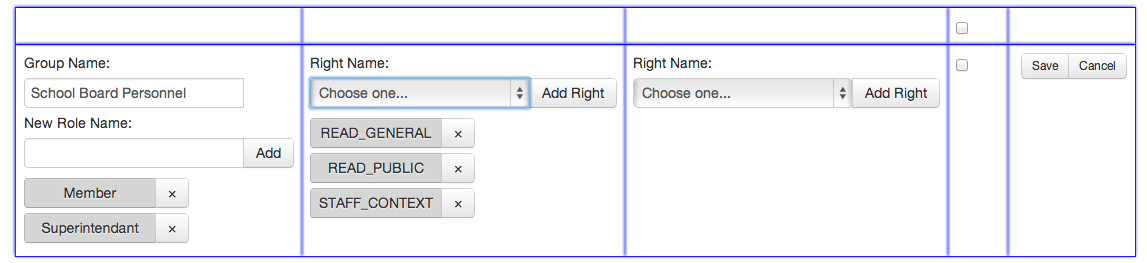 Group Name:
School Board Personnel
New Role Name:
Add
Member ×
Superintendant ×
Right Name:
Choose one... Add Right
READ_GENERAL ×
READ_PUBLIC ×
STAFF_CONTEXT ×
Right Name:
Choose one... Add Right
Save Cancel